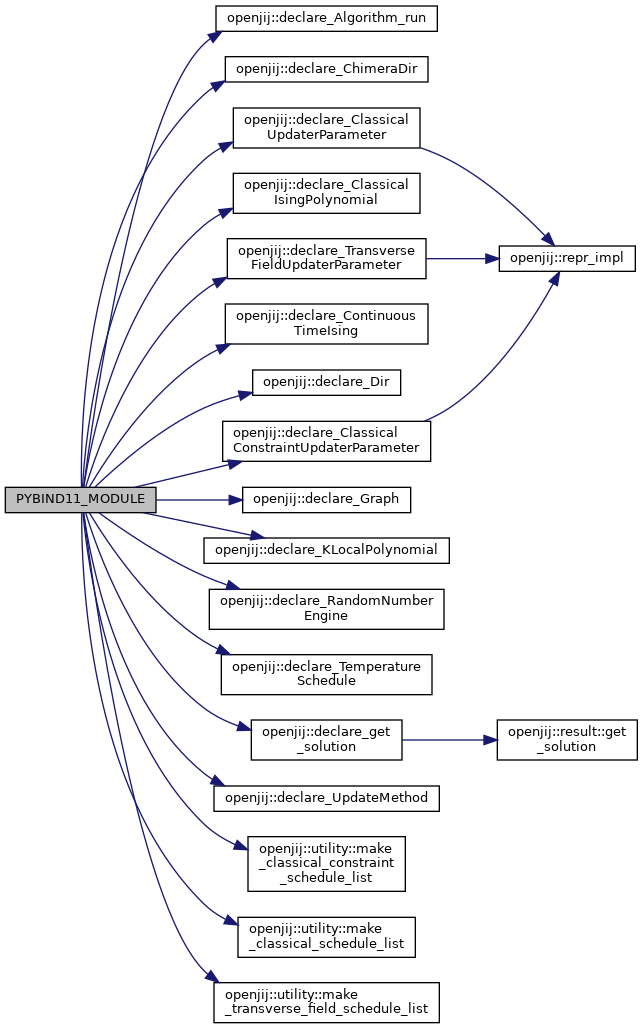 openjij::declare_Algorithm_run
openjij::declare_ChimeraDir
openjij::declare_Classical
UpdaterParameter
openjij::declare_Classical
IsingPolynomial
openjij::declare_Transverse
FieldUpdaterParameter
openjij::repr_impl
openjij::declare_Continuous
TimeIsing
openjij::declare_Dir
openjij::declare_Classical
ConstraintUpdaterParameter
PYBIND11_MODULE
openjij::declare_Graph
openjij::declare_KLocalPolynomial
openjij::declare_RandomNumber
Engine
openjij::declare_Temperature
Schedule
openjij::declare_get
_solution
openjij::result::get
_solution
openjij::declare_UpdateMethod
openjij::utility::make
_classical_constraint
_schedule_list
openjij::utility::make
_classical_schedule_list
openjij::utility::make
_transverse_field_schedule_list